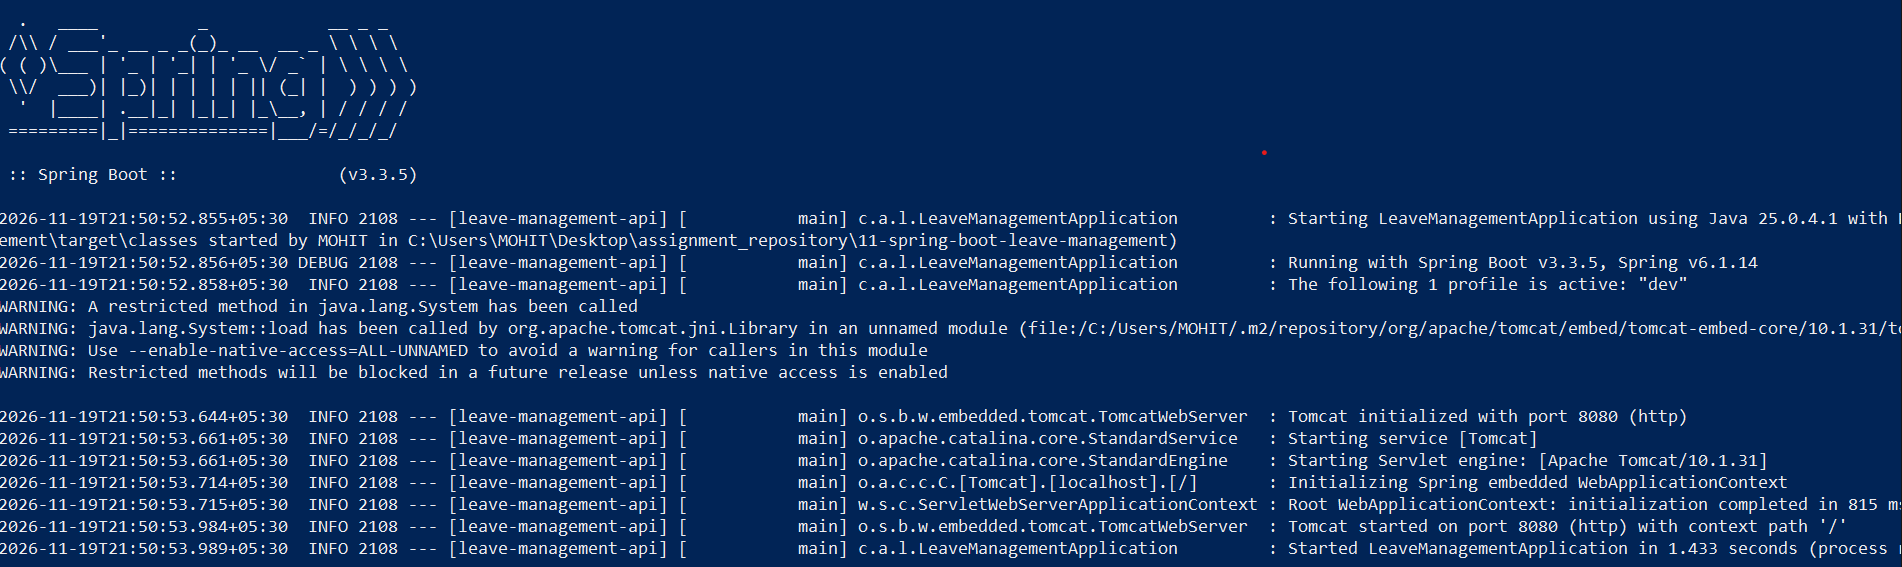 .   ____          _            __ _ _
 /\\ / ___'_ __ _ _(_)_ __  __ _ \ \ \ \
( ( )\___ | '_ | '_| | '_ \/ _` | \ \ \ \
 \\/  ___)| |_)| | | | | || (_| |  ) ) ) )
  '  |____| .__|_| |_|_| |_\__, | / / / /
 =========|_|==============|___/=/_/_/_/
 :: Spring Boot ::                (v3.3.5)
2026-11-19T21:50:52.855+05:30  INFO 2108 --- [leave-management-api] [           main] c.a.l.LeaveManagementApplication         : Starting LeaveManagementApplication using Java 25.0.4.1 with
ement\target\classes started by MOHIT in C:\Users\MOHIT\Desktop\assignment_repository\11-spring-boot-leave-management)
2026-11-19T21:50:52.856+05:30 DEBUG 2108 --- [leave-management-api] [           main] c.a.l.LeaveManagementApplication         : Running with Spring Boot v3.3.5, Spring v6.1.14
2026-11-19T21:50:52.858+05:30  INFO 2108 --- [leave-management-api] [           main] c.a.l.LeaveManagementApplication         : The following 1 profile is active: "dev"
WARNING: A restricted method in java.lang.System has been called
WARNING: java.lang.System::load has been called by org.apache.tomcat.jni.Library in an unnamed module (file:/C:/Users/MOHIT/.m2/repository/org/apache/tomcat/embed/tomcat-embed-core/10.1.31/to
WARNING: Use --enable-native-access=ALL-UNNAMED to avoid a warning for callers in this module
WARNING: Restricted methods will be blocked in a future release unless native access is enabled
2026-11-19T21:50:53.644+05:30  INFO 2108 --- [leave-management-api] [           main] o.s.b.w.embedded.tomcat.TomcatWebServer  : Tomcat initialized with port 8080 (http)
2026-11-19T21:50:53.661+05:30  INFO 2108 --- [leave-management-api] [           main] o.apache.catalina.core.StandardService   : Starting service [Tomcat]
2026-11-19T21:50:53.661+05:30  INFO 2108 --- [leave-management-api] [           main] o.apache.catalina.core.StandardEngine    : Starting Servlet engine: [Apache Tomcat/10.1.31]
2026-11-19T21:50:53.714+05:30  INFO 2108 --- [leave-management-api] [           main] o.a.c.c.C.[Tomcat].[localhost].[/]       : Initializing Spring embedded WebApplicationContext
2026-11-19T21:50:53.715+05:30  INFO 2108 --- [leave-management-api] [           main] w.s.c.ServletWebServerApplicationContext : Root WebApplicationContext: initialization completed in 815 ms
2026-11-19T21:50:53.984+05:30  INFO 2108 --- [leave-management-api] [           main] o.s.b.w.embedded.tomcat.TomcatWebServer  : Tomcat started on port 8080 (http) with context path '/'
2026-11-19T21:50:53.989+05:30  INFO 2108 --- [leave-management-api] [           main] c.a.l.LeaveManagementApplication         : Started LeaveManagementApplication in 1.433 seconds (process